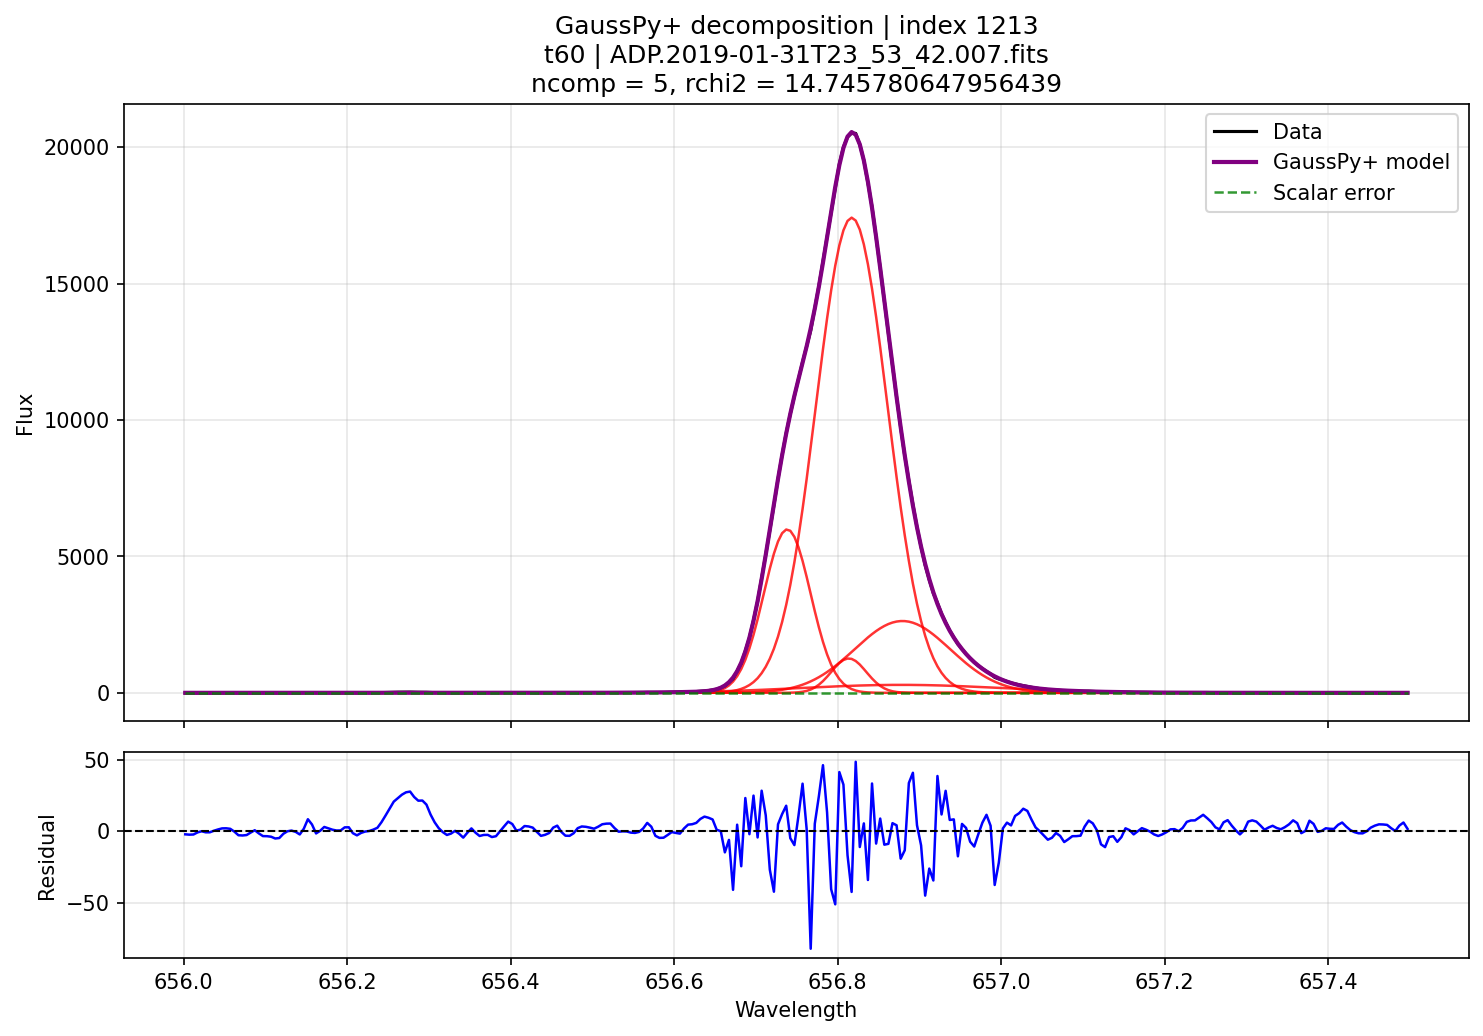 GaussPy+ decomposition | index 1213
t60 | ADP.2019-01-31T23_53_42.007.fits
ncomp = 5, rchi2 = 14.745780647956439
Data
GaussPy+ model
Scalar error
Flux
20000
15000
10000
5000
0
Residual
50
0
−50
656.0 656.2 656.4 656.6 656.8 657.0 657.2 657.4
Wavelength